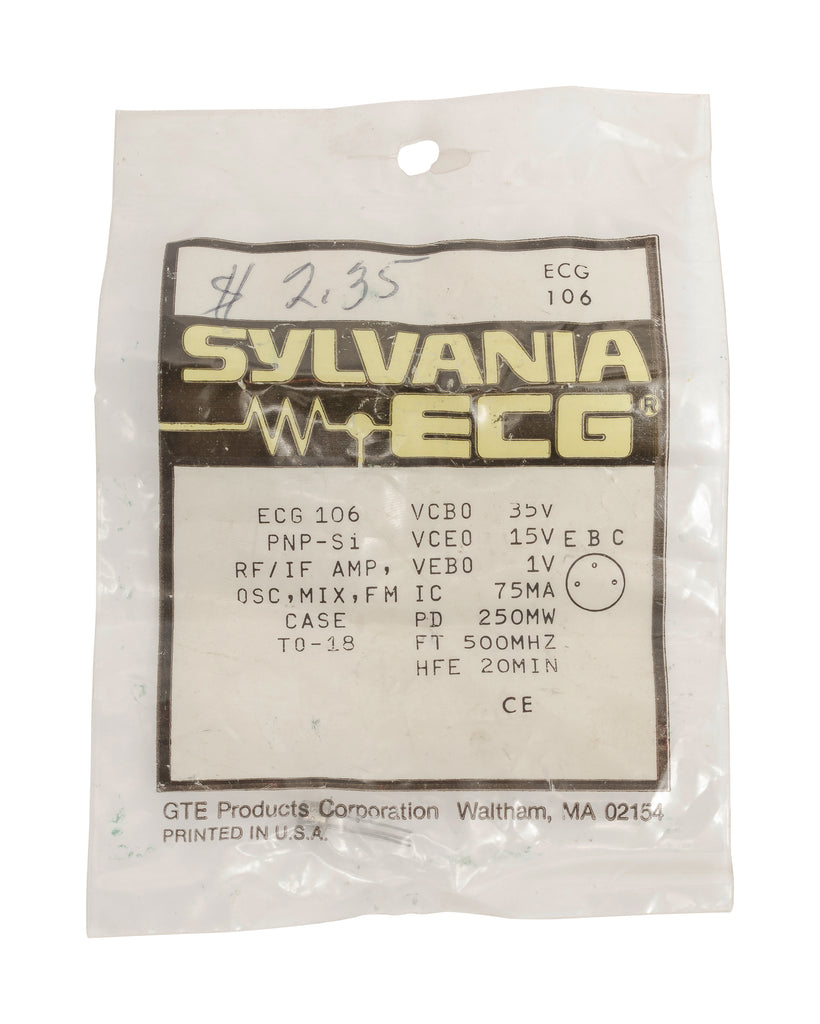 $ 2.35
ECG
106
SYLVANIA
ECG®
ECG 106 VCBO 35V
PNP-Si VCEO 15V E B C
RF/IF AMP, VEBO 1V
OSC,MIX,FM IC 75MA
CASE PD 250MW
TO-18 FT 500MHZ
HFE 20MIN
CE
GTE Products Corporation Waltham, MA 02154
PRINTED IN U.S.A.